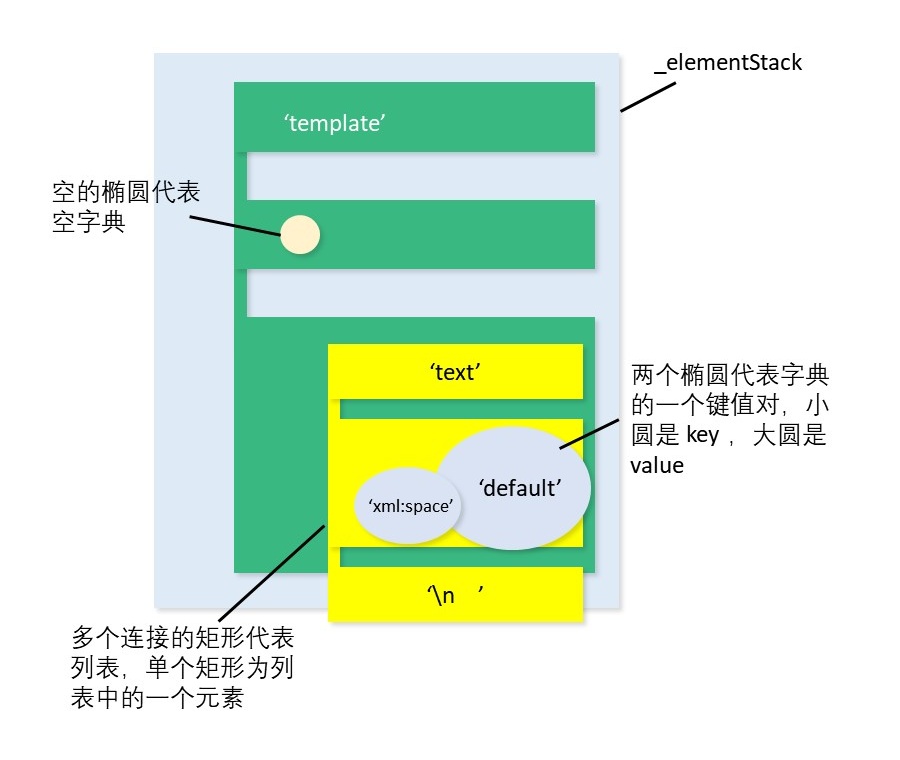 _elementStack
‘template’
空的椭圆代表
空字典
‘text’
两个椭圆代表字典
的一个键值对，小
圆是 key ，大圆是
value
‘default’
‘xml:space’
‘\n    ’
多个连接的矩形代表
列表，单个矩形为列
表中的一个元素